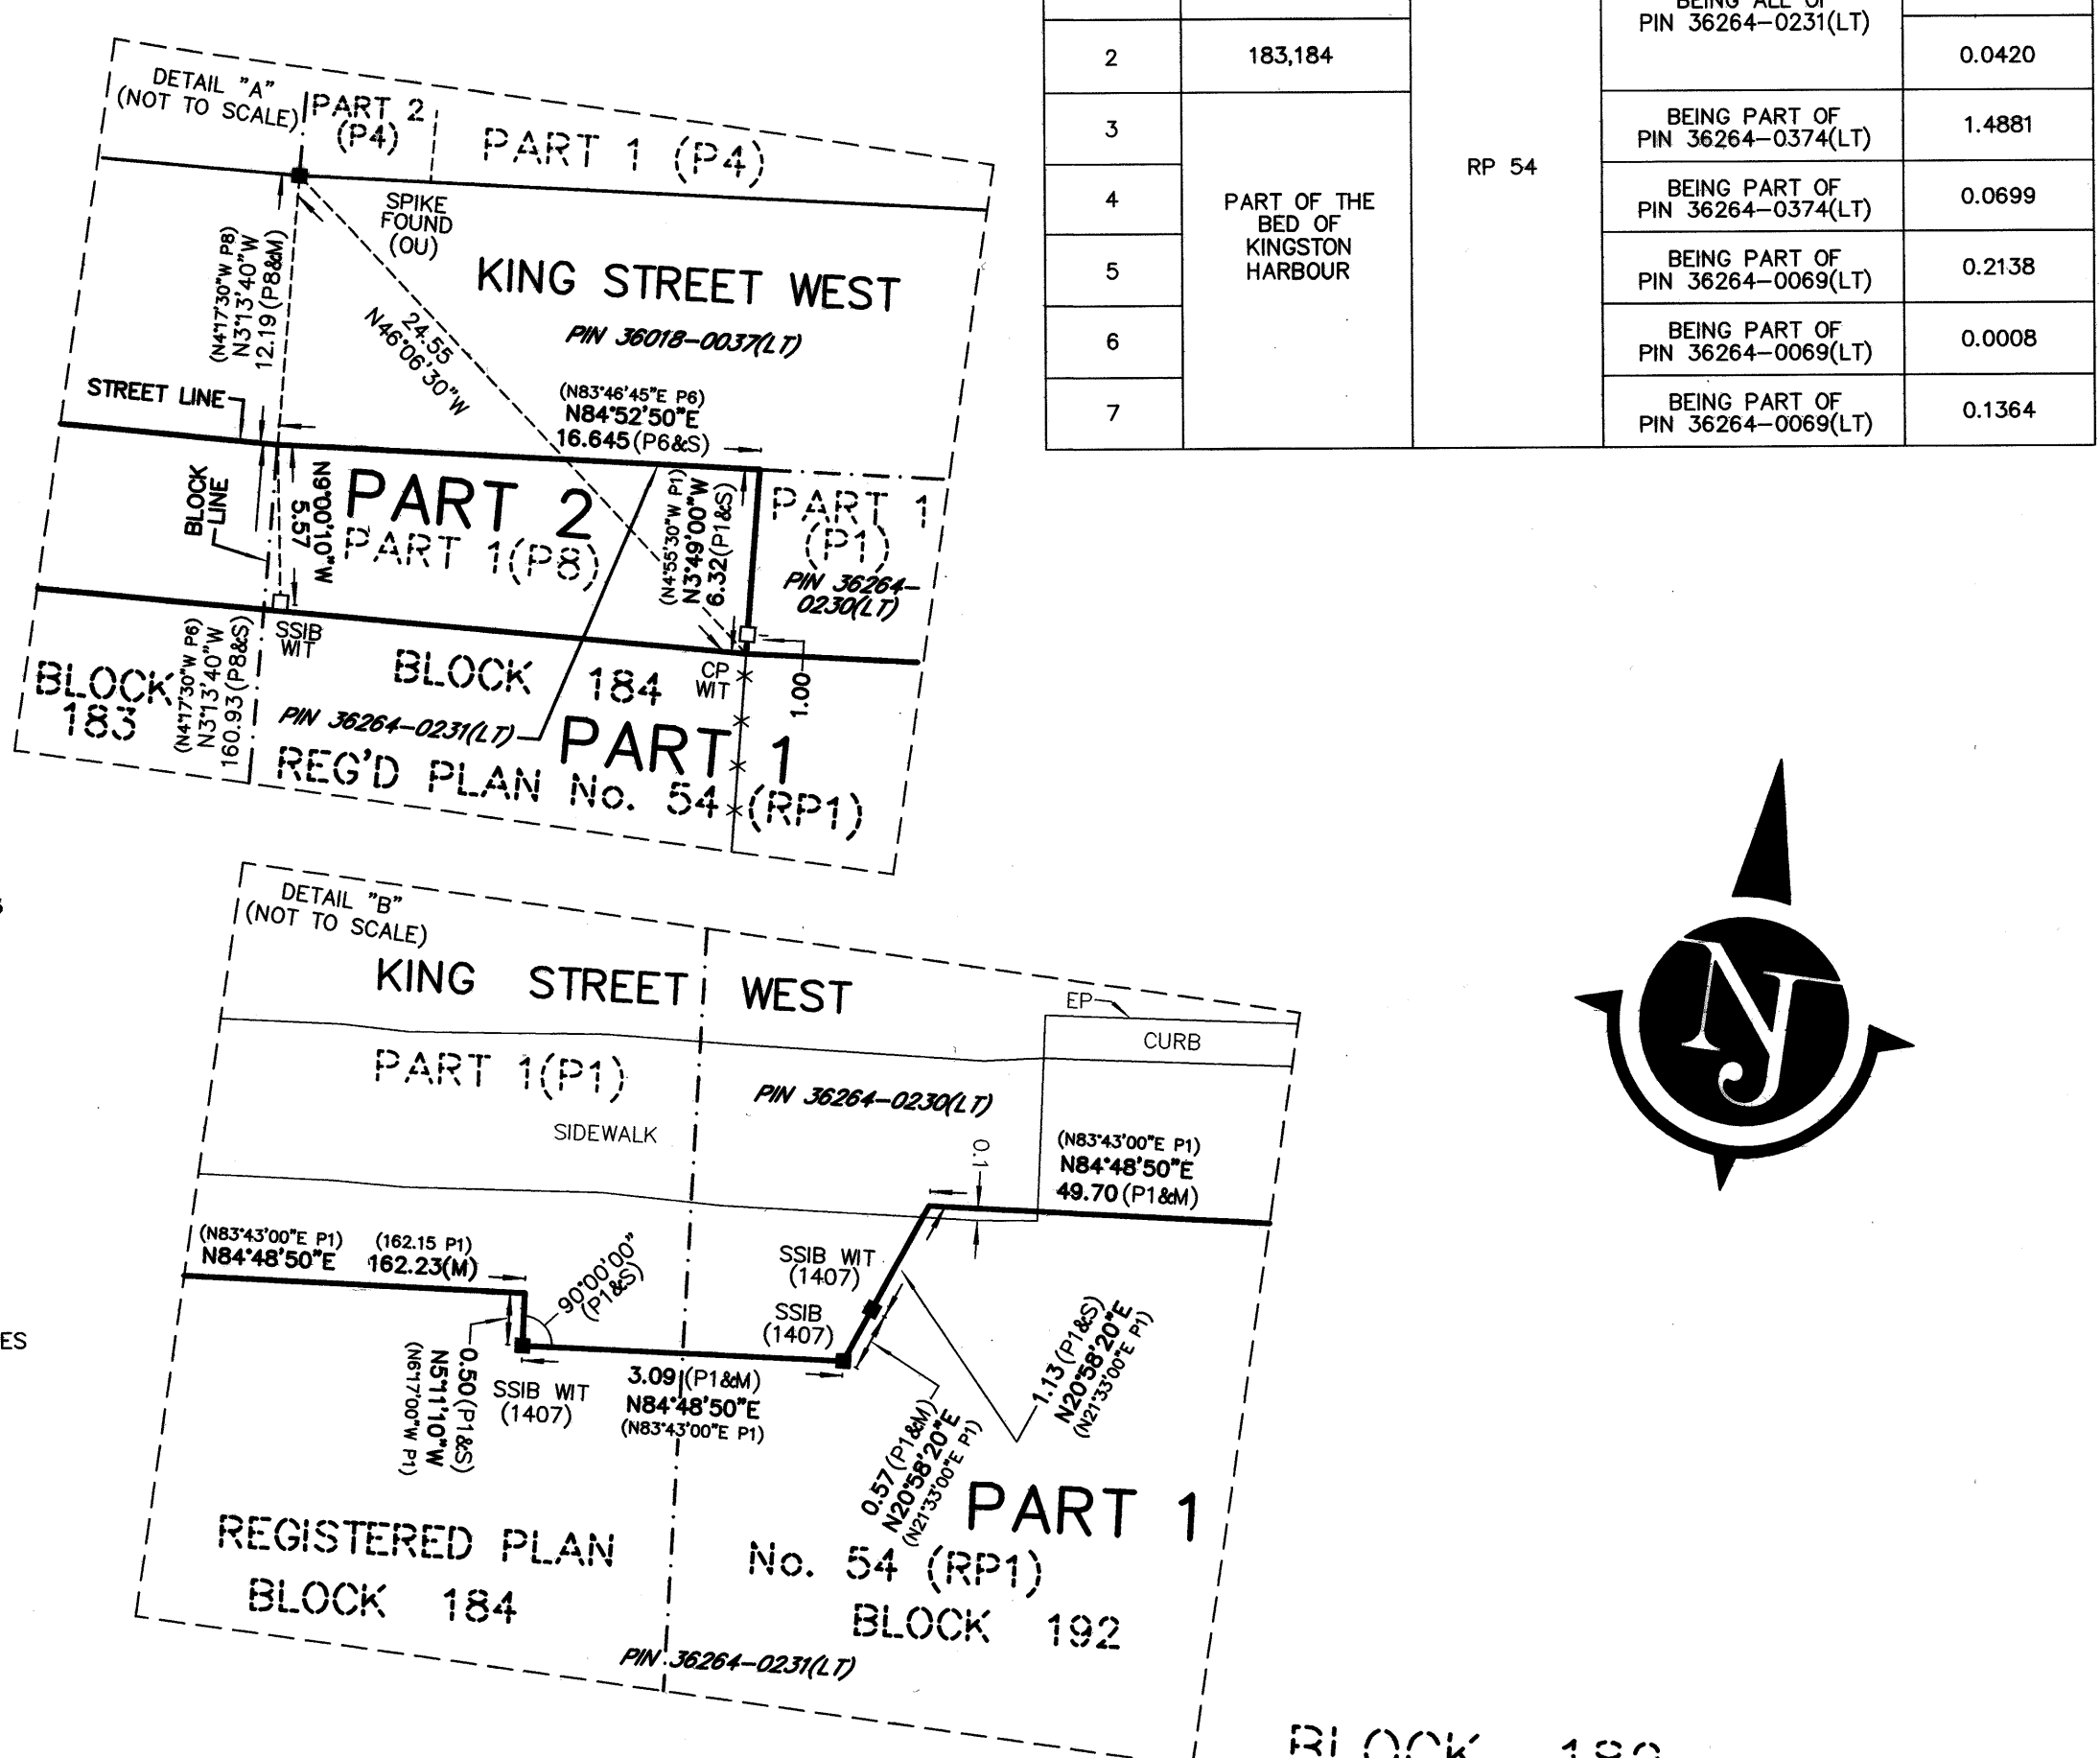 BEING ALL OF
PIN 36264-0231(LT)
2
183,184
0.0420
3
BEING PART OF
PIN 36264-0374(LT)
1.4881
RP 54
4
PART OF THE
BED OF
KINGSTON
HARBOUR
BEING PART OF
PIN 36264-0374(LT)
0.0699
5
BEING PART OF
PIN 36264-0069(LT)
0.2138
6
BEING PART OF
PIN 36264-0069(LT)
0.0008
7
BEING PART OF
PIN 36264-0069(LT)
0.1364
DETAIL "A"
(NOT TO SCALE)
PART 2
(P4)
PART 1 (P4)
SPIKE
FOUND
(OU)
(N4°17'30"W P8)
N3°13'40"W
12.19(P8&M)
KING STREET WEST
PIN 36018-0037(LT)
24.55
N46°06'30"W
STREET LINE
(N83°46'45"E P6)
N84°52'50"E
16.645(P6&S)
BLOCK
LINE
N9°00'10"W
5.57
PART 2
PART 1(P8)
(N4°55'30"W P1)
N3°49'00"W
6.32(P1&S)
PART 1
(P1)
PIN 36264-
0230(LT)
SSIB
WIT
BLOCK 184
CP
WIT
1.00
BLOCK
183
(N4°17'30"W P6)
N3°13'40"W
160.93(P8&S)
PIN 36264-0231(LT)
PART 1
REG'D PLAN No. 54 (RP1)
DETAIL "B"
(NOT TO SCALE)
KING STREET WEST
EP
CURB
PART 1(P1)
PIN 36264-0230(LT)
SIDEWALK
0.1
(N83°43'00"E P1)
N84°48'50"E
49.70(P1&M)
(N83°43'00"E P1) (162.15 P1)
N84°48'50"E 162.23(M)
90°00'00"
(P1&S)
SSIB WIT
(1407)
SSIB
(1407)
0.50(P1&S)
N5°11'10"W
(N6°17'00"W P1)
SSIB WIT
(1407)
3.09(P1&M)
N84°48'50"E
(N83°43'00"E P1)
1.13(P1&S)
N20°58'20"E
(N21°33'00"E P1)
0.57(P1&M)
N20°58'20"E
(N21°33'00"E P1)
PART 1
REGISTERED PLAN No. 54 (RP1)
BLOCK 184
BLOCK 192
PIN 36264-0231(LT)
ES
NJ